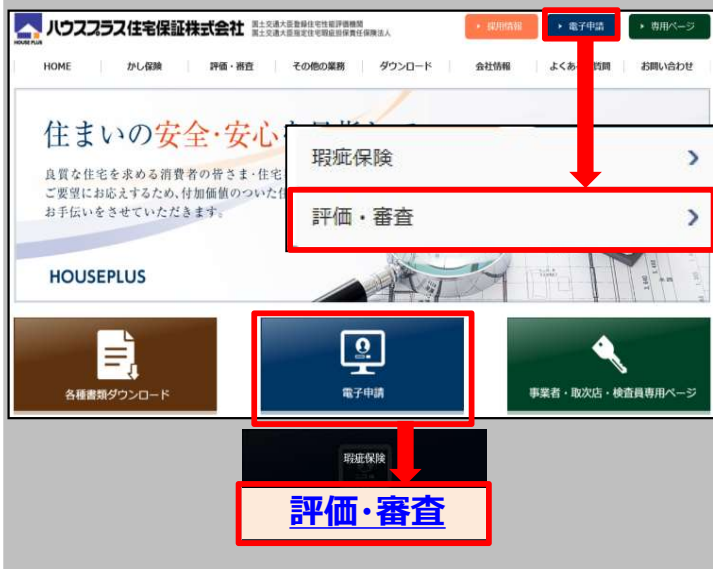 ハウスプラス住宅保証株式会社
国土交通大臣登録住宅性能評価機関
国土交通大臣指定住宅瑕疵担保責任保険法人
HOUSE PLUS
採用情報
電子申請
専用ページ
HOME
かし保険
評価・審査
その他の業務
ダウンロード
会社情報
よくある
質問
お問い合わせ
住まいの安全・安心
良質な住宅を求める消費者の皆さま・住宅
ご要望にお応えするため、付加価値のついた
お手伝いをさせていただきます。
瑕疵保険
評価・審査
HOUSEPLUS
各種書類ダウンロード
電子申請
事業者・取次店・検査員専用ページ
瑕疵保険
評価・審査